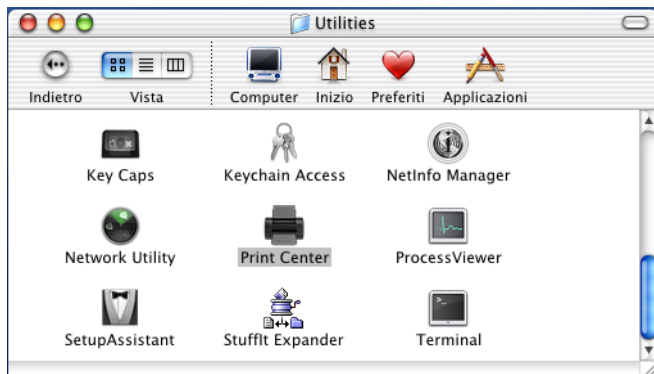 Utilities
Indietro Vista Computer Inizio Preferiti Applicazioni
Key Caps Keychain Access NetInfo Manager
Network Utility Print Center ProcessViewer
SetupAssistant StuffIt Expander Terminal